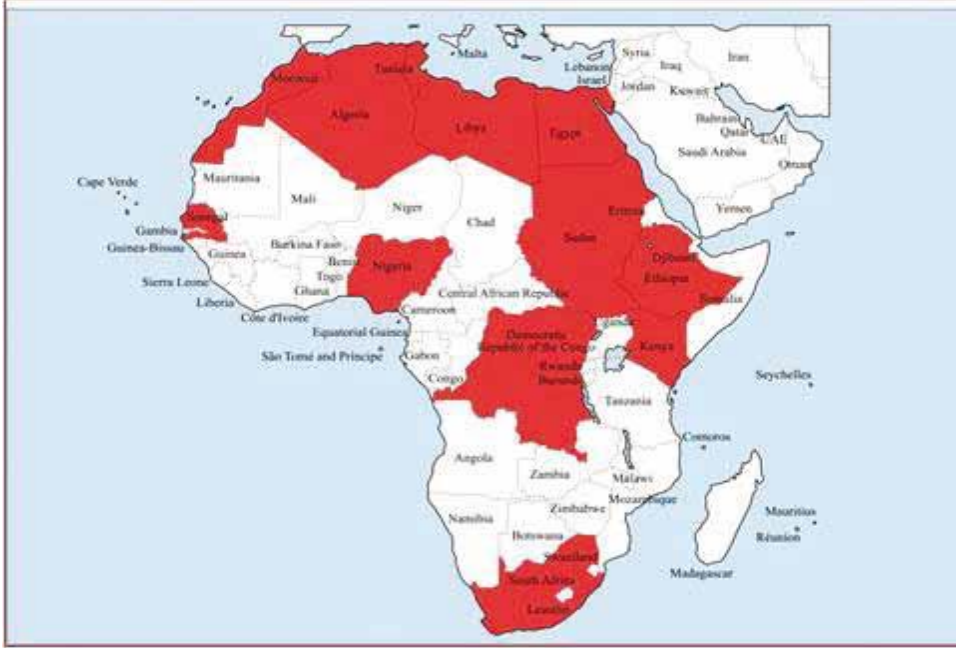 Malta
Tunisia
Morocco
Lebanon
Israel
Syria
Iraq
Iran
Jordan
Kuwait
Algeria
Libya
Egypt
Bahrain
Qatar
UAE
Saudi Arabia
Oman
Yemen
Cape Verde
Mauritania
Mali
Niger
Chad
Sudan
Eritrea
Senegal
Gambia
Guinea-Bissau
Guinea
Burkina Faso
Benin
Togo
Ghana
Nigeria
Djibouti
Ethiopia
Somalia
Sierra Leone
Liberia
Côte d'Ivoire
Central African Republic
Cameroon
Equatorial Guinea
São Tomé and Príncipe
Gabon
Congo
Democratic
Republic of the Congo
Uganda
Kenya
Rwanda
Burundi
Tanzania
Seychelles
Comoros
Angola
Zambia
Malawi
Mozambique
Zimbabwe
Namibia
Botswana
Mauritius
Réunion
Madagascar
Swaziland
South Africa
Lesotho